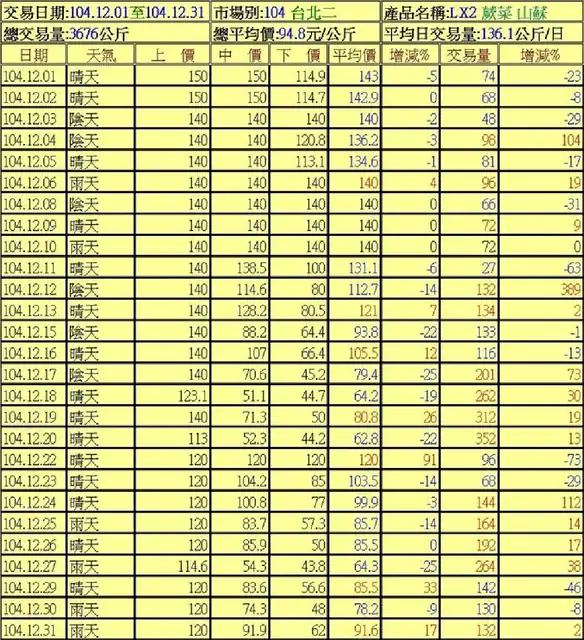 交易日期:104.12.01至104.12.31 市場別:104 台北二 產品名稱:LX2 蕨菜 山蘇
總交易量:3676公斤 總平均價:94.8元/公斤 平均日交易量:136.1公斤/日
日期 天氣 上 價 中 價 下 價 平均價 增減% 交易量 增減%
104.12.01 晴天 150 150 114.9 143 -5 74 -23
104.12.02 晴天 150 150 114.7 142.9 0 68 -8
104.12.03 陰天 140 140 140 140 -2 48 -29
104.12.04 陰天 140 140 120.8 136.2 -3 98 104
104.12.05 晴天 140 140 113.1 134.6 -1 81 -17
104.12.06 雨天 140 140 140 140 4 96 19
104.12.08 陰天 140 140 140 140 0 66 -31
104.12.09 晴天 140 140 140 140 0 72 9
104.12.10 雨天 140 140 140 140 0 72 0
104.12.11 晴天 140 138.5 100 131.1 -6 27 -63
104.12.12 陰天 140 114.6 80 112.7 -14 132 389
104.12.13 晴天 140 128.2 80.5 121 7 134 2
104.12.15 陰天 140 88.2 64.4 93.8 -22 133 -1
104.12.16 晴天 140 107 66.4 105.5 12 116 -13
104.12.17 陰天 140 70.6 45.2 79.4 -25 201 73
104.12.18 晴天 123.1 51.1 44.7 64.2 -19 262 30
104.12.19 晴天 140 71.3 50 80.8 26 312 19
104.12.20 晴天 113 52.3 44.2 62.8 -22 352 13
104.12.22 晴天 120 120 120 120 91 96 -73
104.12.23 晴天 120 104.2 85 103.5 -14 68 -29
104.12.24 晴天 120 100.8 77 99.9 -3 144 112
104.12.25 雨天 120 83.7 57.3 85.7 -14 164 14
104.12.26 晴天 120 85.9 50 85.5 0 192 17
104.12.27 雨天 114.6 54.3 43.8 64.3 -25 264 38
104.12.29 晴天 120 83.6 56.6 85.5 33 142 -46
104.12.30 雨天 120 74.3 48 78.2 -9 130 -8
104.12.31 雨天 120 91.9 62 91.6 17 132 2